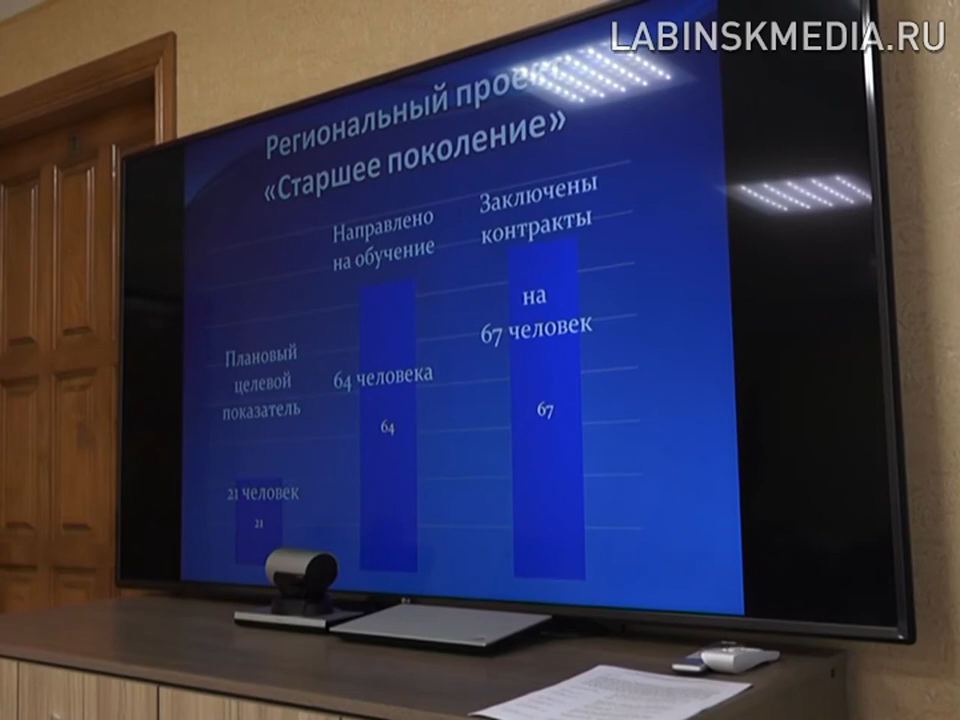 LABINSKMEDIA.RU
Региональный проект
«Старшее поколение»
Направлено
на обучение
Заключены
контракты
на
67 человек
Плановый
целевой
показатель
64 человека
64
67
21 человек
21